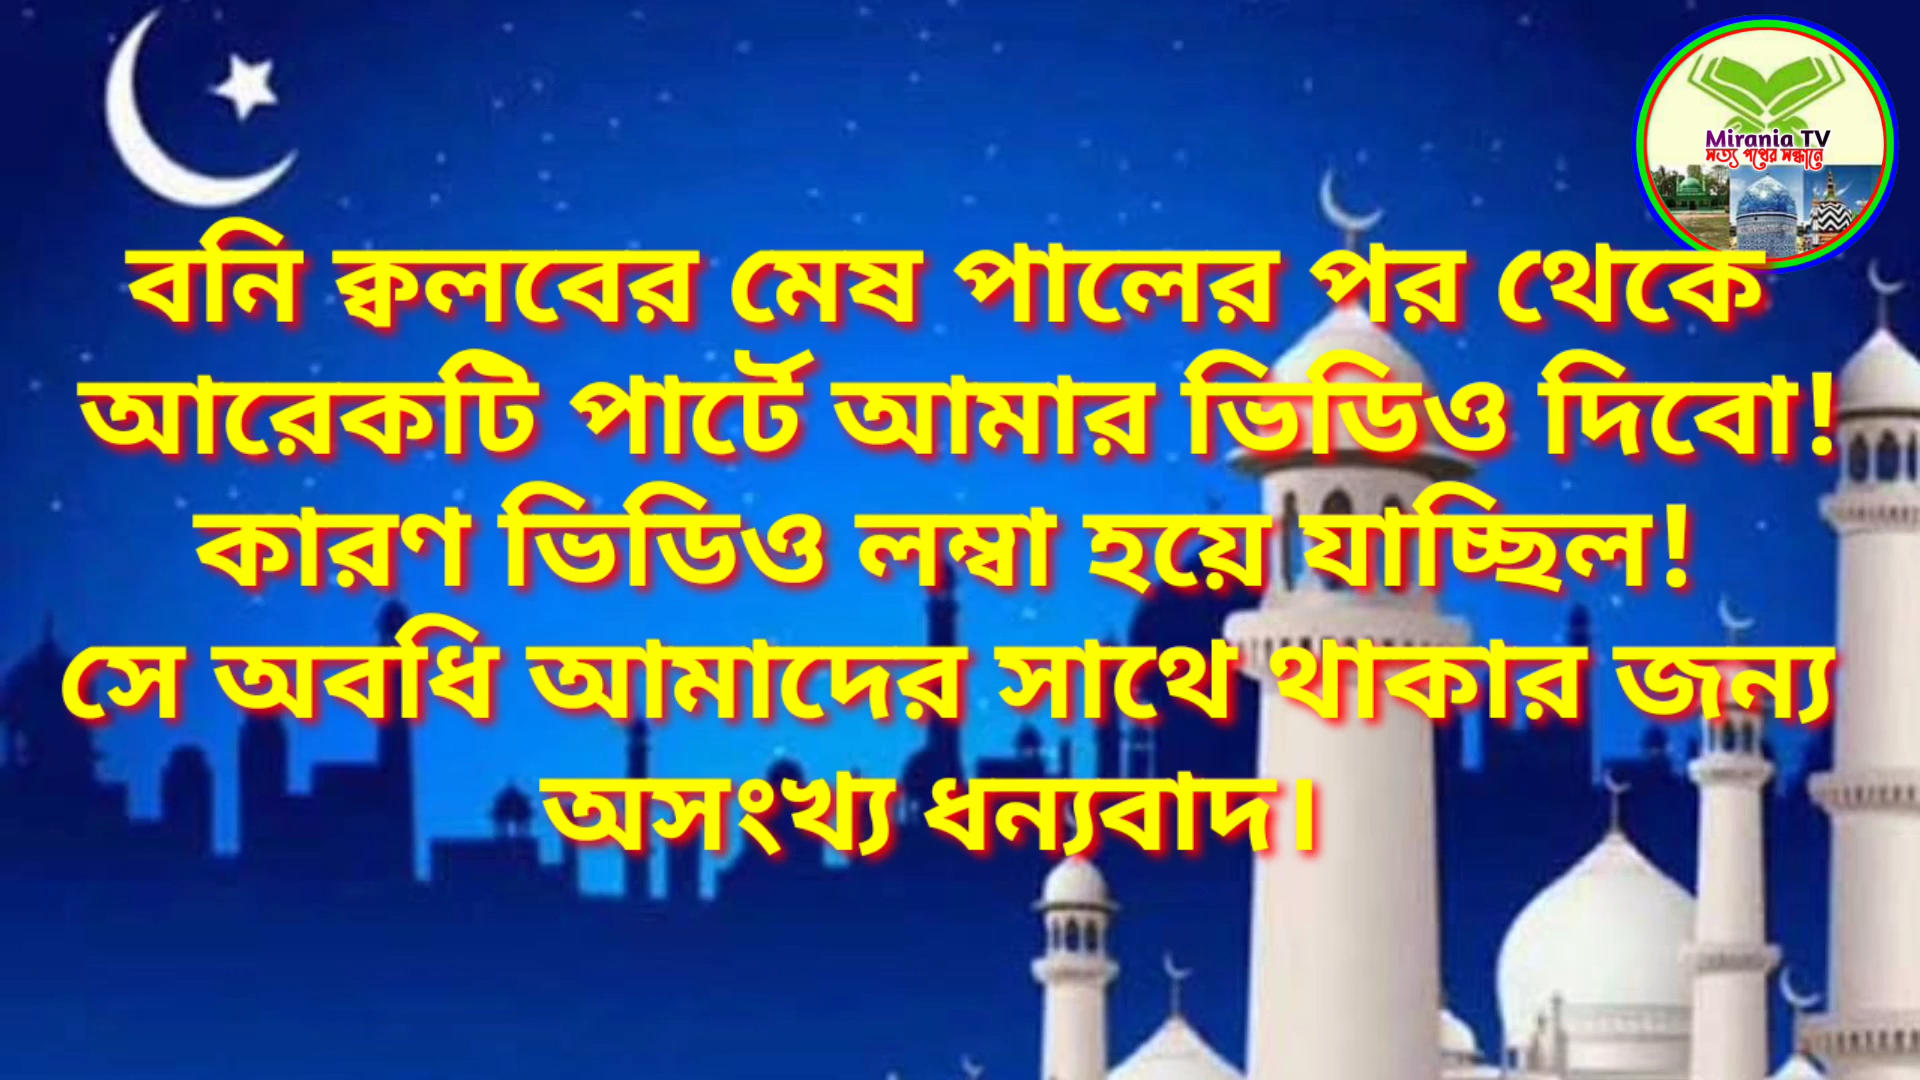 Mirania TV
সত্য পথের সন্ধানে
বনি ক্বলবের মেষ পালের পর থেকে
আরেকটি পার্টে আমার ভিডিও দিবো!
কারণ ভিডিও লম্বা হয়ে যাচ্ছিল!
সে অবধি আমাদের সাথে থাকার জন্য
অসংখ্য ধন্যবাদ।